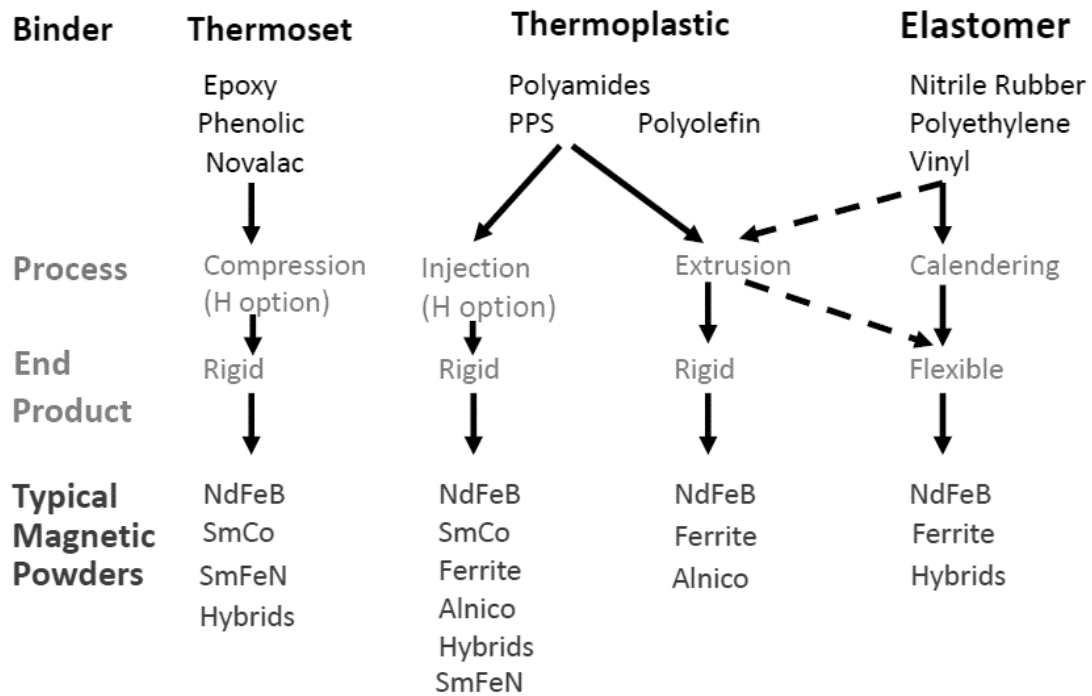 Binder Thermoset Thermoplastic Elastomer
Epoxy Polyamides Nitrile Rubber
Phenolic PPS Polyolefin Polyethylene
Novalac Vinyl
Process Compression Injection Extrusion Calendering
(H option) (H option)
End Rigid Rigid Rigid Flexible
Product
Typical NdFeB NdFeB NdFeB NdFeB
Magnetic SmCo SmCo Ferrite Ferrite
Powders SmFeN Ferrite Alnico Hybrids
Hybrids Alnico
Hybrids
SmFeN